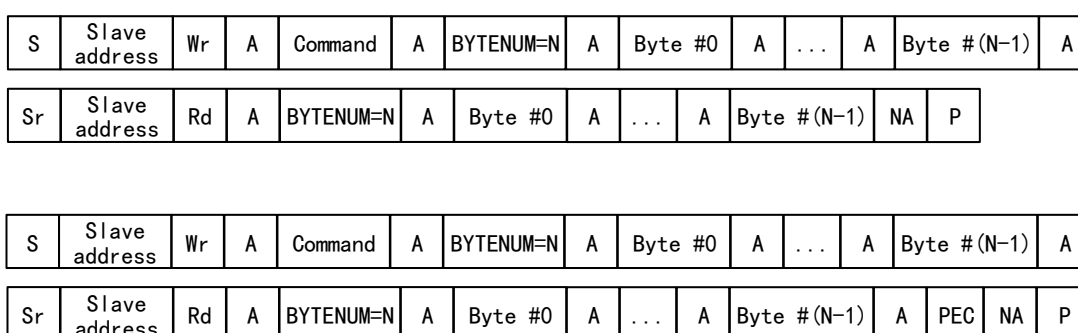 S Slave address Wr A Command A BYTENUM=N A Byte #0 A ... A Byte #(N-1) A
Sr Slave address Rd A BYTENUM=N A Byte #0 A ... A Byte #(N-1) NA P
S Slave address Wr A Command A BYTENUM=N A Byte #0 A ... A Byte #(N-1) A
Sr Slave address Rd A BYTENUM=N A Byte #0 A ... A Byte #(N-1) A PEC NA P